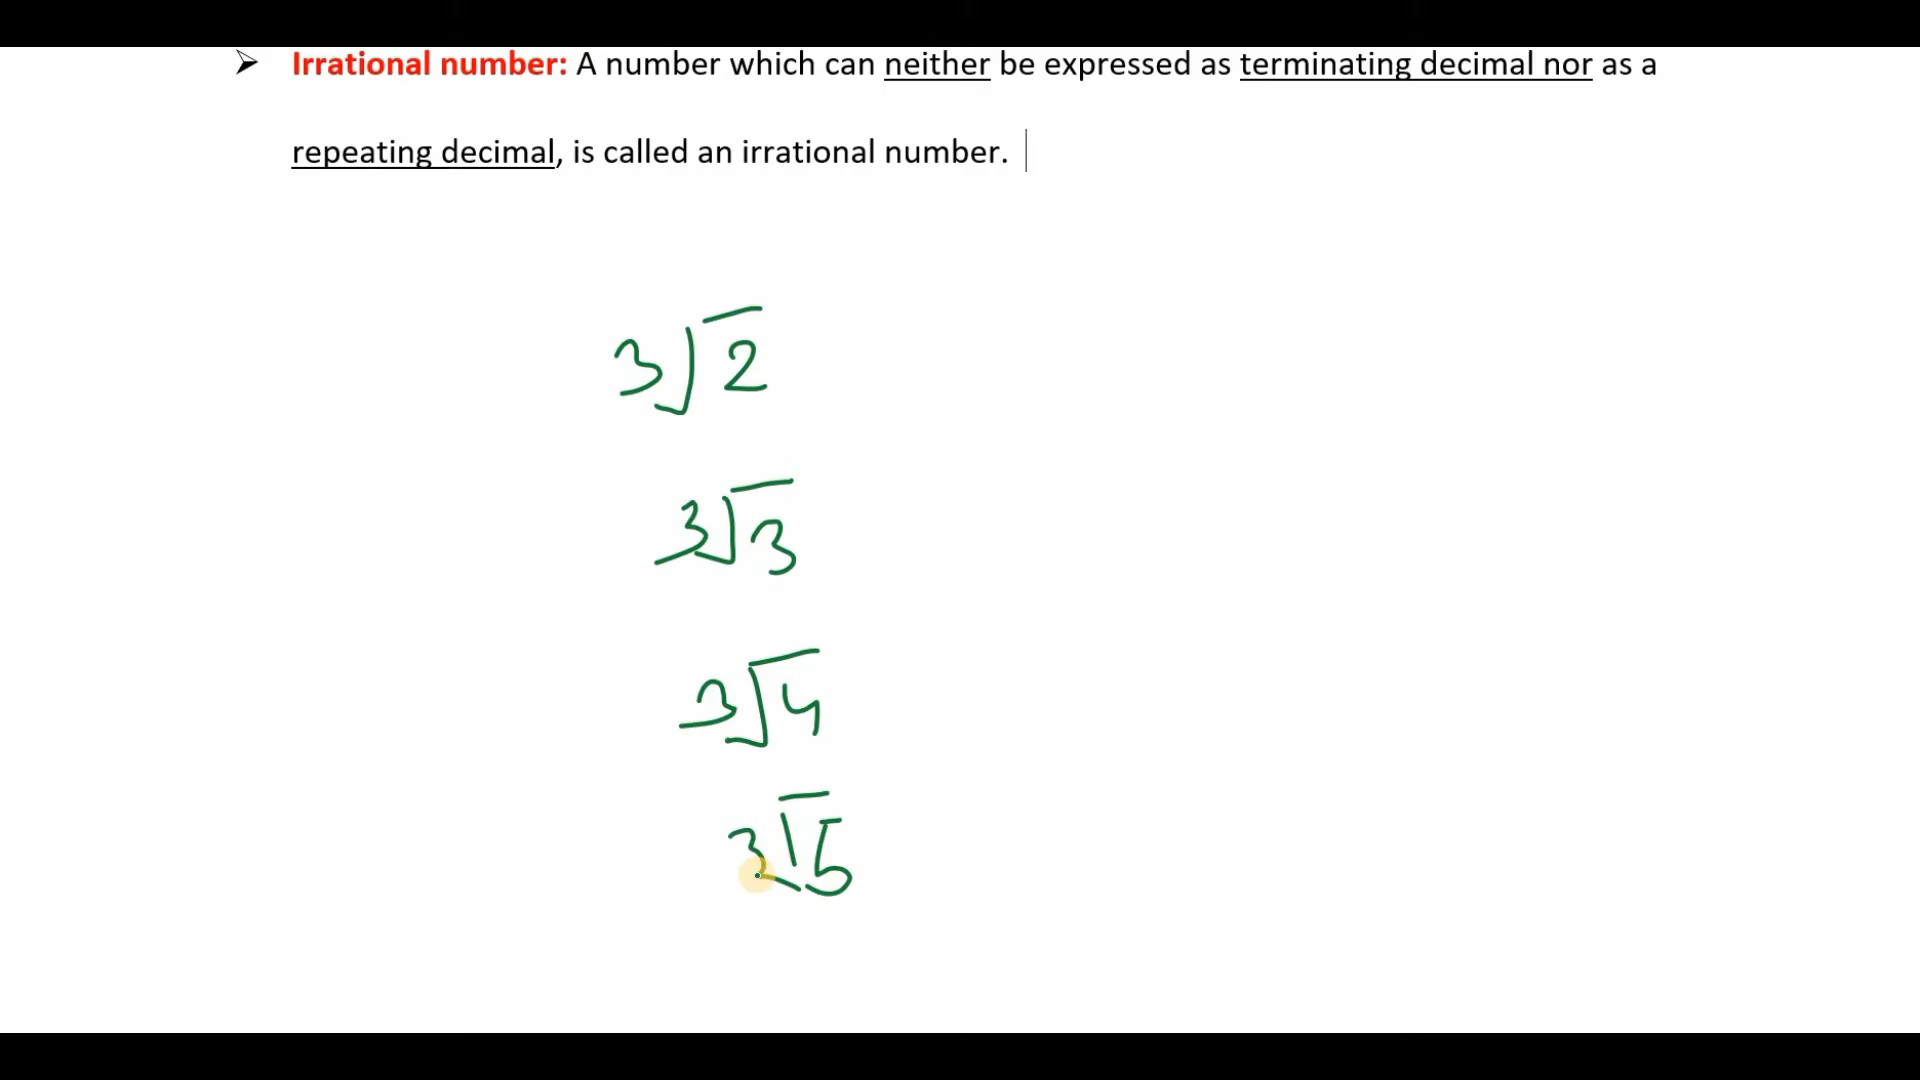 ➢ Irrational number: A number which can neither be expressed as terminating decimal nor as a
repeating decimal, is called an irrational number.
3√2
3√3
3√4
3√5